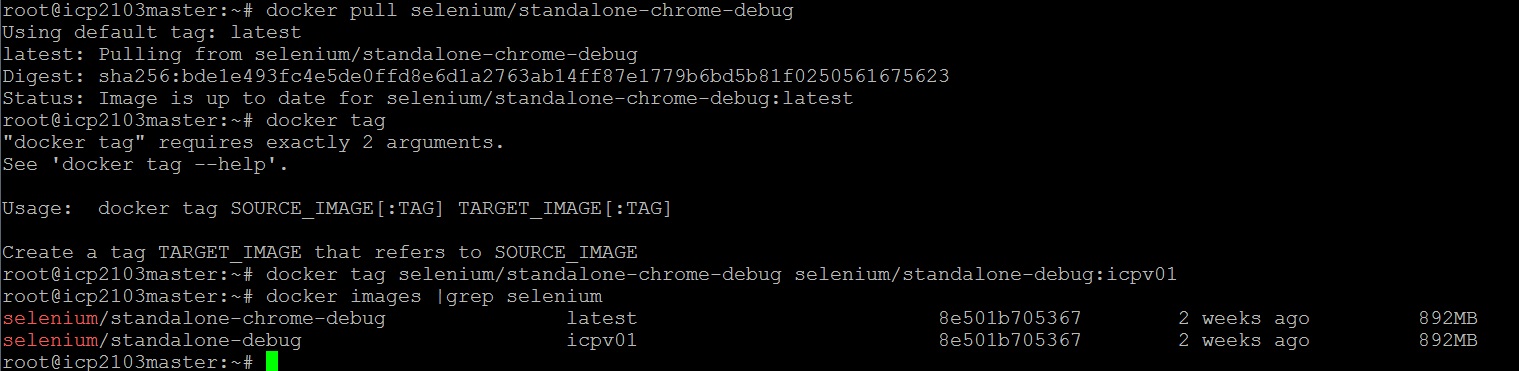 root@icp2103master:~# docker pull selenium/standalone-chrome-debug
Using default tag: latest
latest: Pulling from selenium/standalone-chrome-debug
Digest: sha256:bde1e493fc4e5de0ffd8e6d1a2763ab14ff87e1779b6bd5b81f0250561675623
Status: Image is up to date for selenium/standalone-chrome-debug:latest
root@icp2103master:~# docker tag
"docker tag" requires exactly 2 arguments.
See 'docker tag --help'.
Usage:  docker tag SOURCE_IMAGE[:TAG] TARGET_IMAGE[:TAG]
Create a tag TARGET_IMAGE that refers to SOURCE_IMAGE
root@icp2103master:~# docker tag selenium/standalone-chrome-debug selenium/standalone-debug:icpv01
root@icp2103master:~# docker images |grep selenium
selenium/standalone-chrome-debug latest 8e501b705367 2 weeks ago 892MB
selenium/standalone-debug icpv01 8e501b705367 2 weeks ago 892MB
root@icp2103master:~#